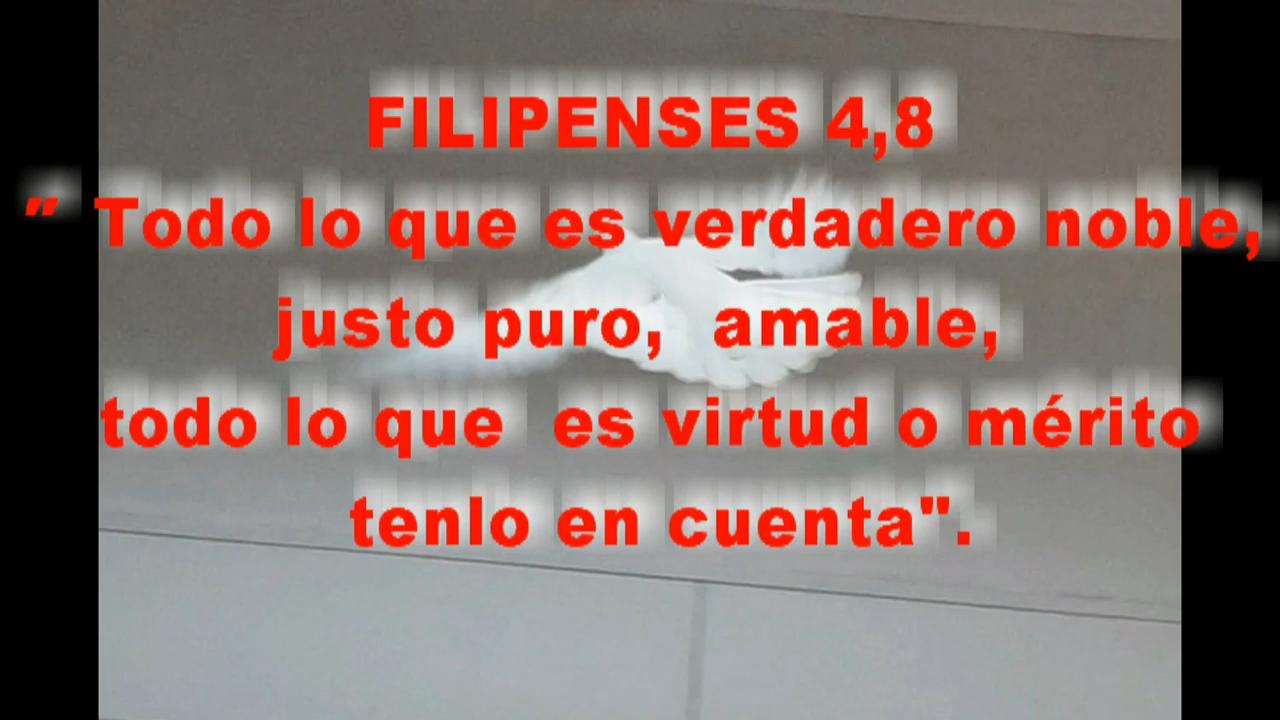 FILIPENSES 4,8
" Todo lo que es verdadero noble,
justo puro, amable,
todo lo que es virtud o mérito
tenlo en cuenta".